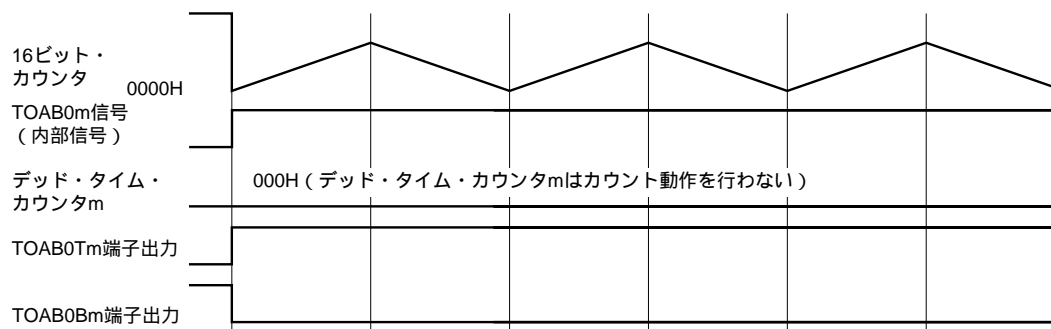 16ビット・
カウンタ
0000H
TOAB0m信号
（内部信号）
デッド・タイム・
カウンタm
000H（デッド・タイム・カウンタmはカウント動作を行わない）
TOAB0Tm端子出力
TOAB0Bm端子出力